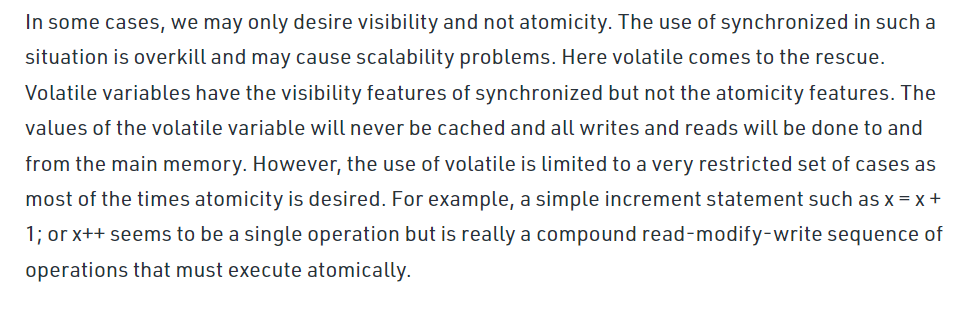 In some cases, we may only desire visibility and not atomicity. The use of synchronized in such a
situation is overkill and may cause scalability problems. Here volatile comes to the rescue.
Volatile variables have the visibility features of synchronized but not the atomicity features. The
values of the volatile variable will never be cached and all writes and reads will be done to and
from the main memory. However, the use of volatile is limited to a very restricted set of cases as
most of the times atomicity is desired. For example, a simple increment statement such as x = x +
1; or x++ seems to be a single operation but is really a compound read-modify-write sequence of
operations that must execute atomically.